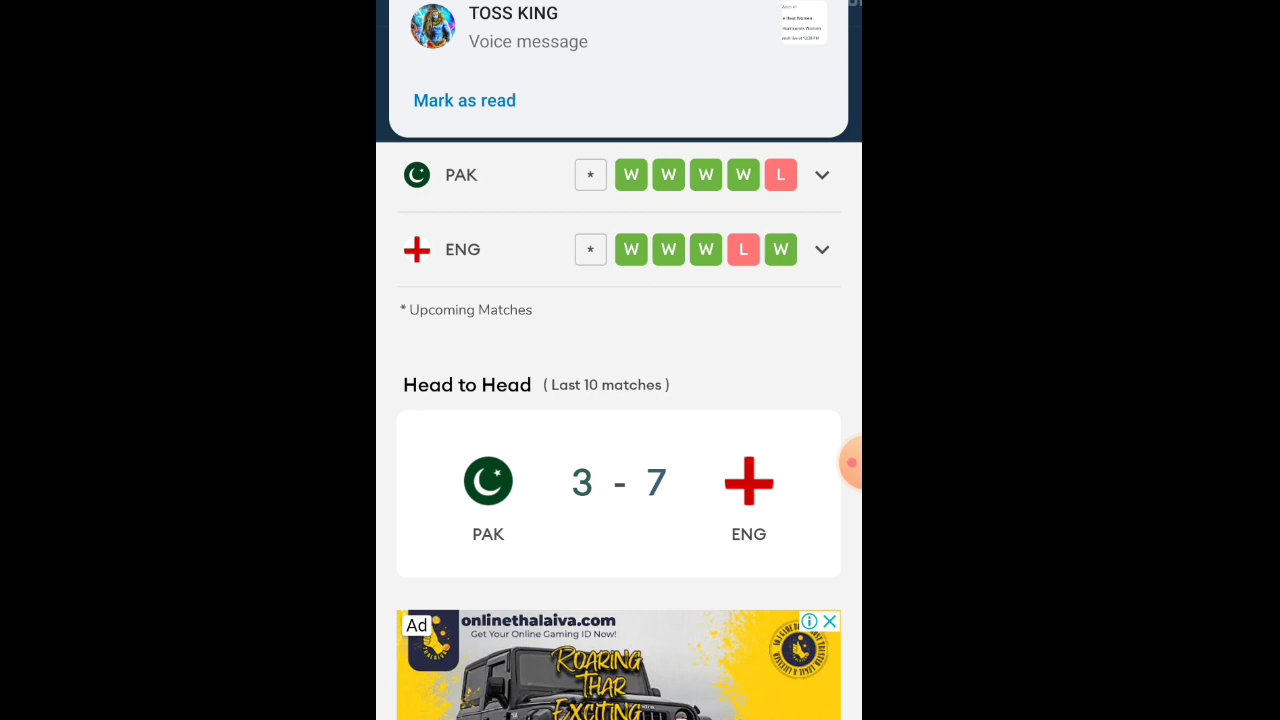 TOSS KING
Voice message
Mark as read
PAK * W W W W L
ENG * W W W L W
* Upcoming Matches
Head to Head ( Last 10 matches )
3 - 7
PAK ENG
Ad
onlinethalaiva.com
Get Your Online Gaming ID Now!
ROARING
THAR
EXCITING